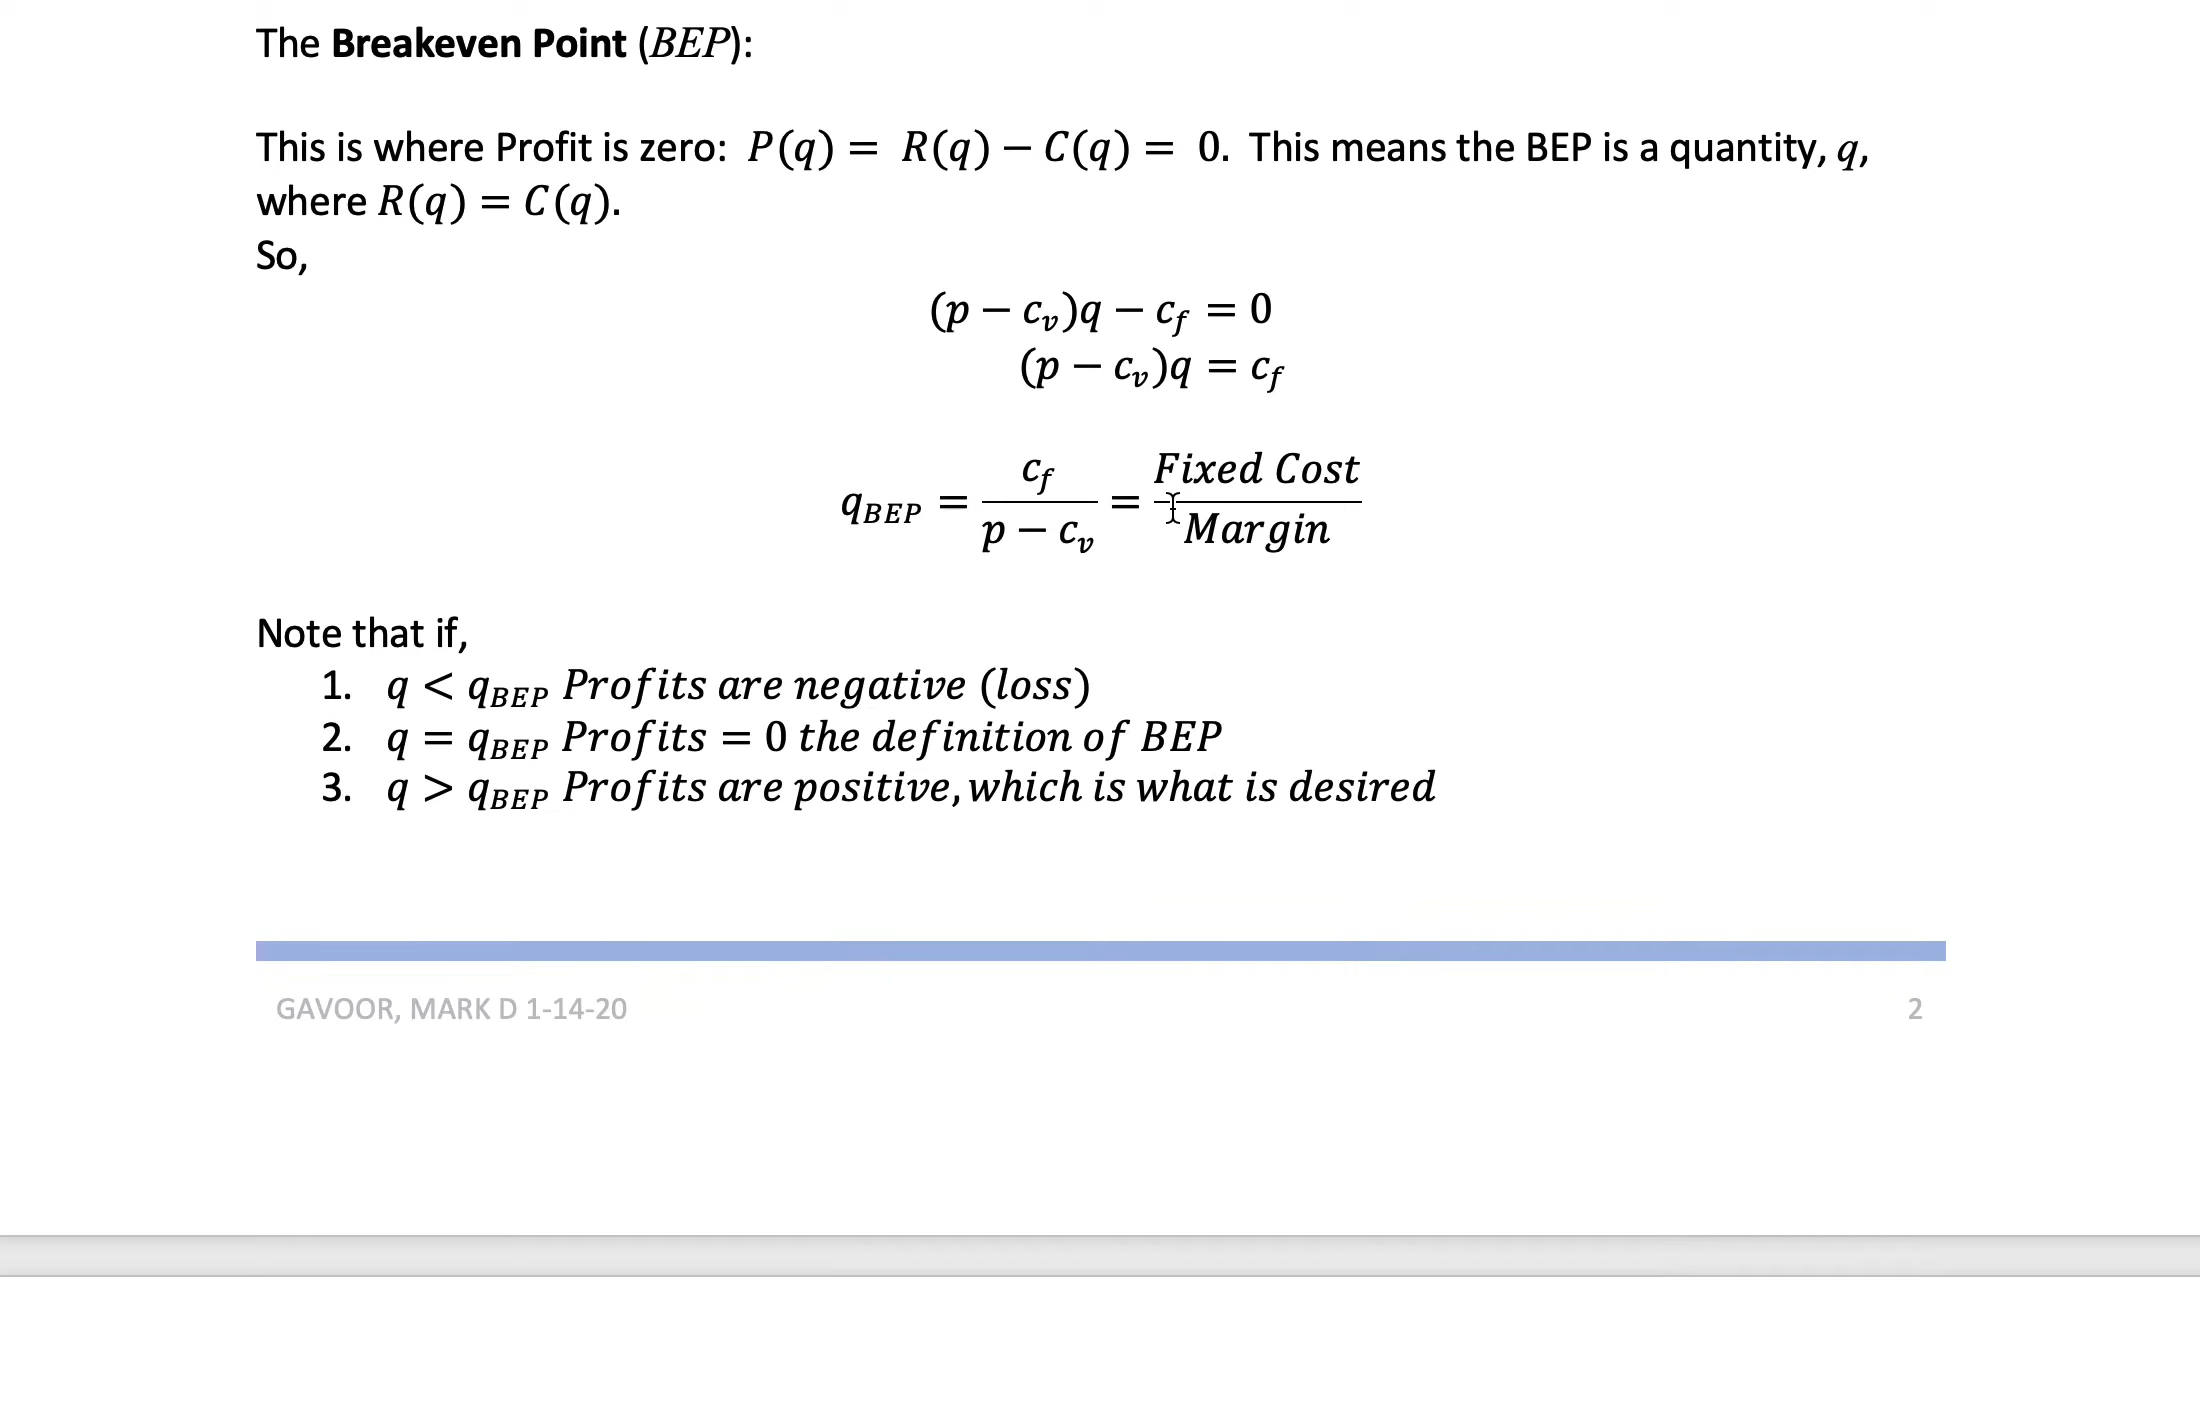 The Breakeven Point (BEP):
This is where Profit is zero: P(q) = R(q) − C(q) = 0. This means the BEP is a quantity, q,
where R(q) = C(q).
So,
(p − c_v)q − c_f = 0
(p − c_v)q = c_f
q_BEP = c_f / (p − c_v) = Fixed Cost / Margin
Note that if,
1. q < q_BEP Profits are negative (loss)
2. q = q_BEP Profits = 0 the definition of BEP
3. q > q_BEP Profits are positive, which is what is desired
GAVOOR, MARK D 1-14-20 2